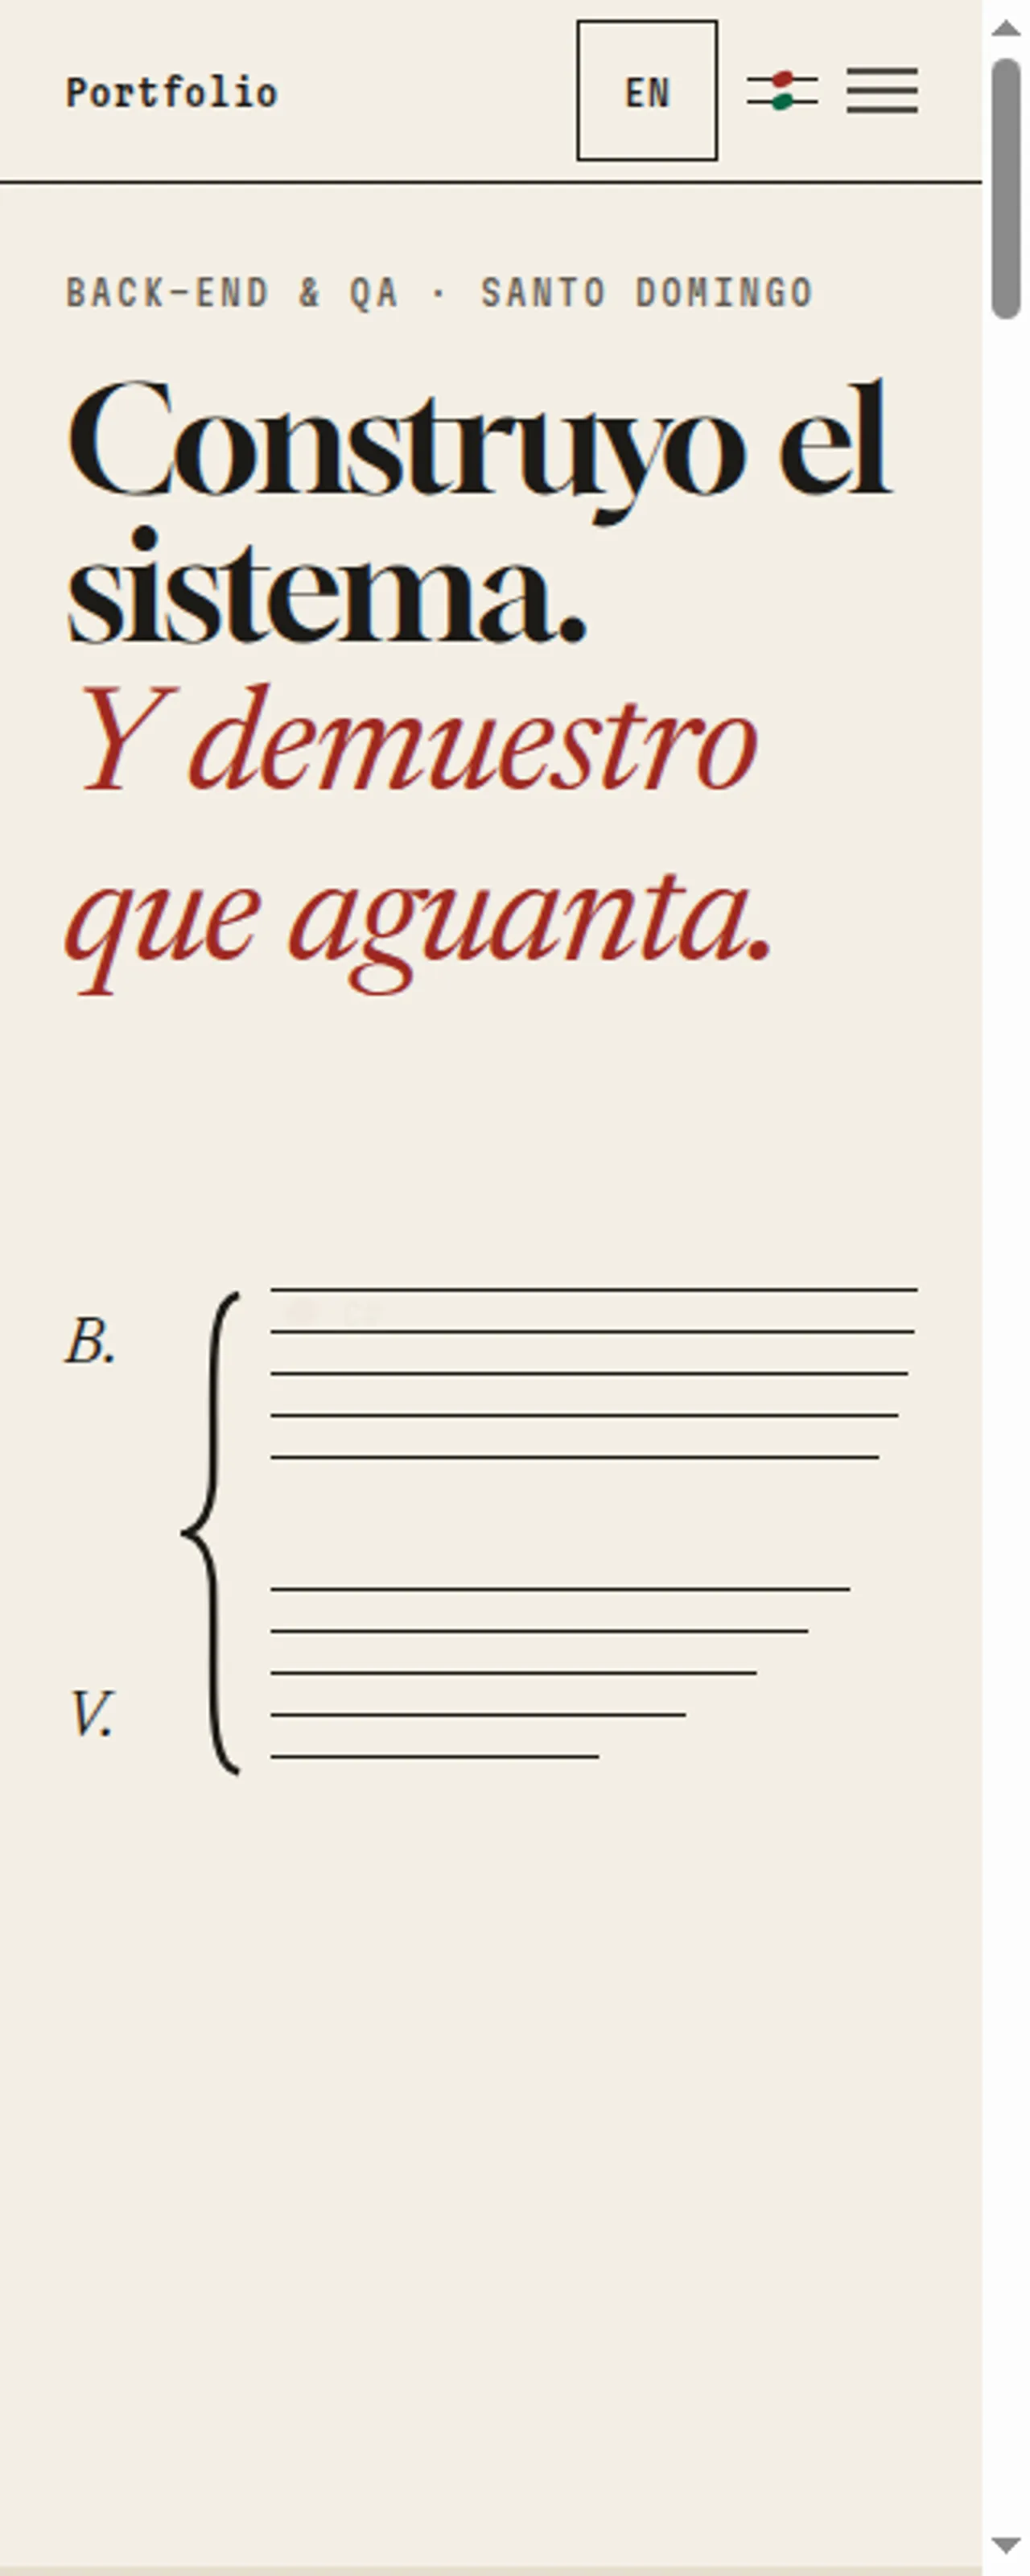 Portfolio
EN
BACK-END & QA · SANTO DOMINGO
Construyo el
sistema.
Y demuestro
que aguanta.
B.
V.